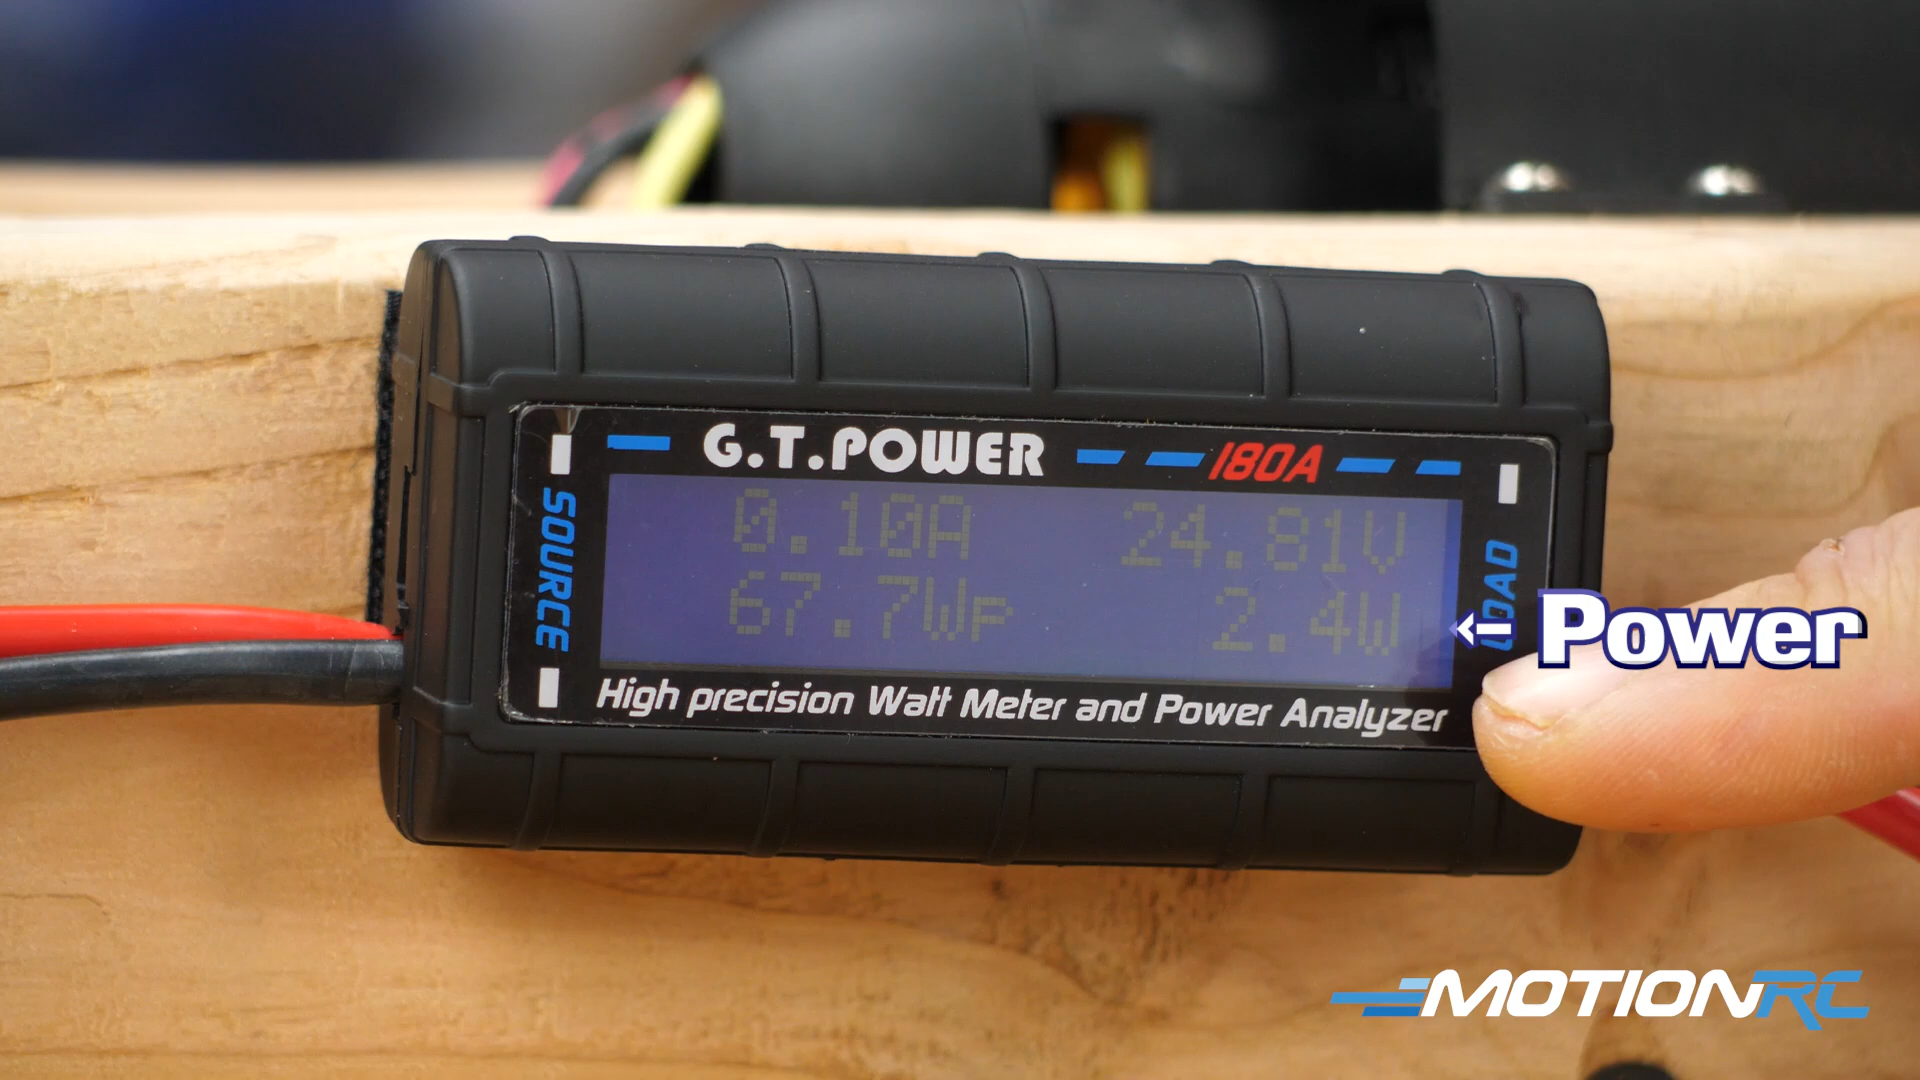 G.T.POWER 180A
SOURCE
0.10A 24.81V
67.7Wp 2.4W
LOAD
Power
High precision Watt Meter and Power Analyzer
MOTIONRC